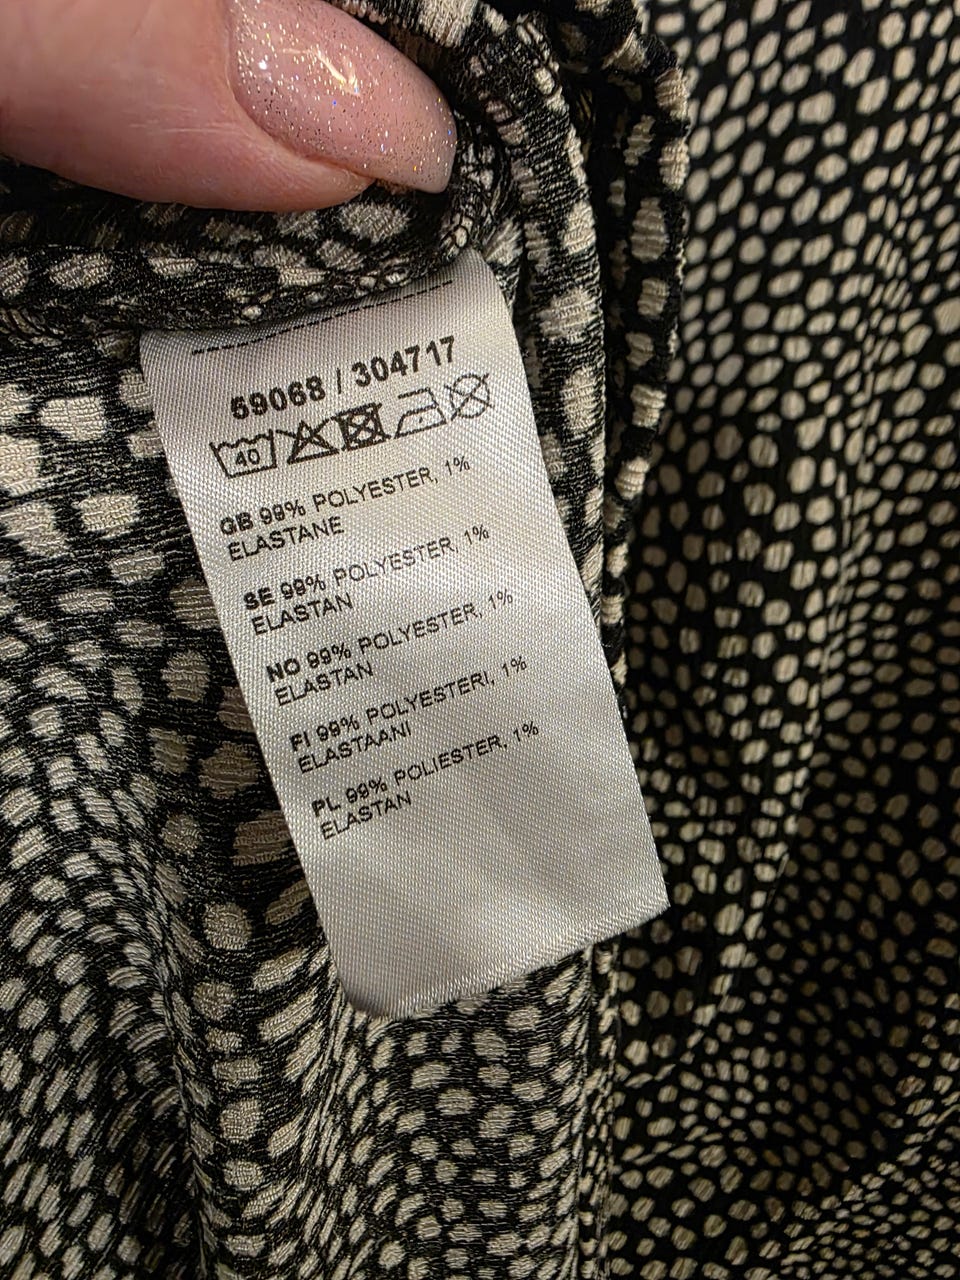 59068 / 304717
40
GB 99% POLYESTER, 1%
ELASTANE
SE 99% POLYESTER, 1%
ELASTAN
NO 99% POLYESTER, 1%
ELASTAN
FI 99% POLYESTERI, 1%
ELASTAANI
PL 99% POLIESTER, 1%
ELASTAN